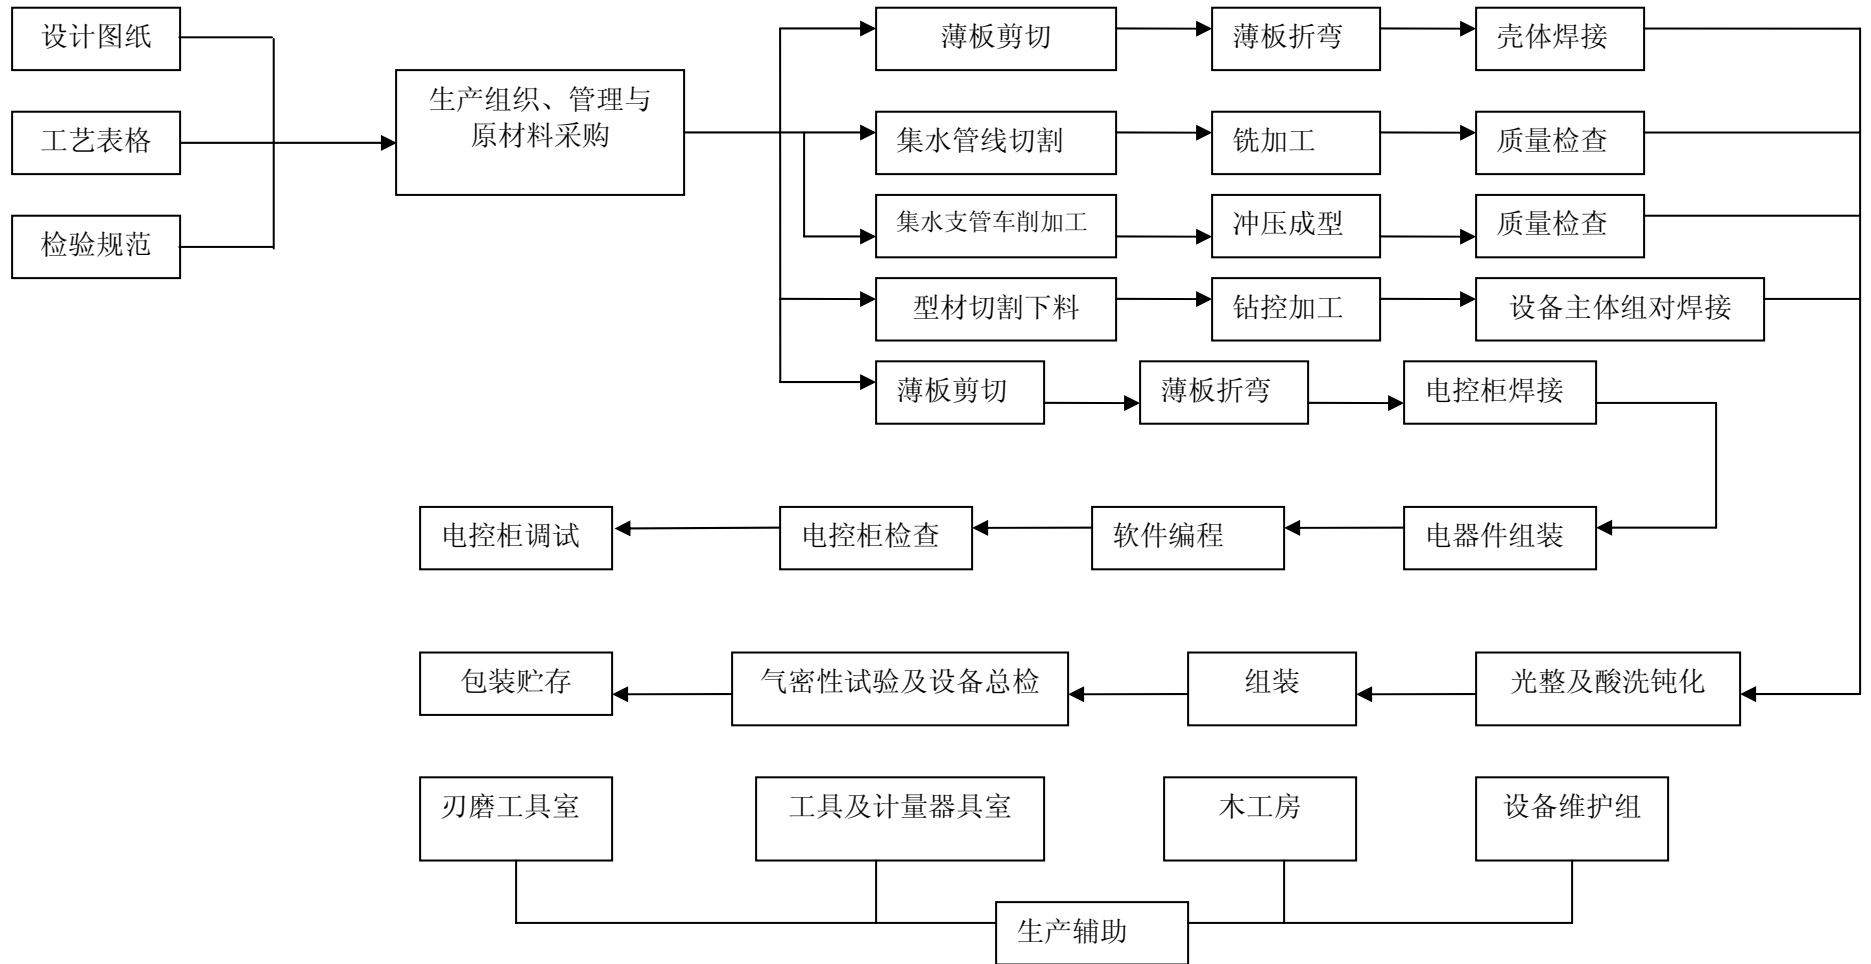 设计图纸
工艺表格
检验规范
生产组织、管理与
原材料采购
薄板剪切
薄板折弯
壳体焊接
集水管线切割
铣加工
质量检查
集水支管车削加工
冲压成型
质量检查
型材切割下料
钻控加工
设备主体组对焊接
薄板剪切
薄板折弯
电控柜焊接
电控柜调试
电控柜检查
软件编程
电器件组装
包装贮存
气密性试验及设备总检
组装
光整及酸洗钝化
刃磨工具室
工具及计量器具室
木工房
设备维护组
生产辅助